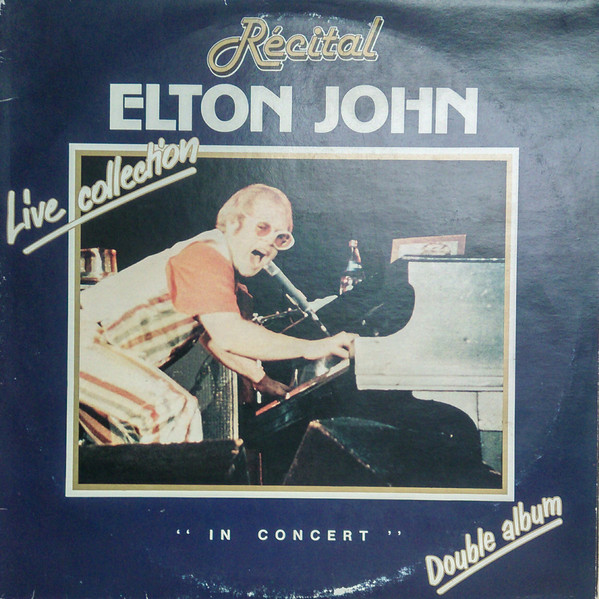 Récital
ELTON JOHN
Live collection
“ IN CONCERT ”
Double album